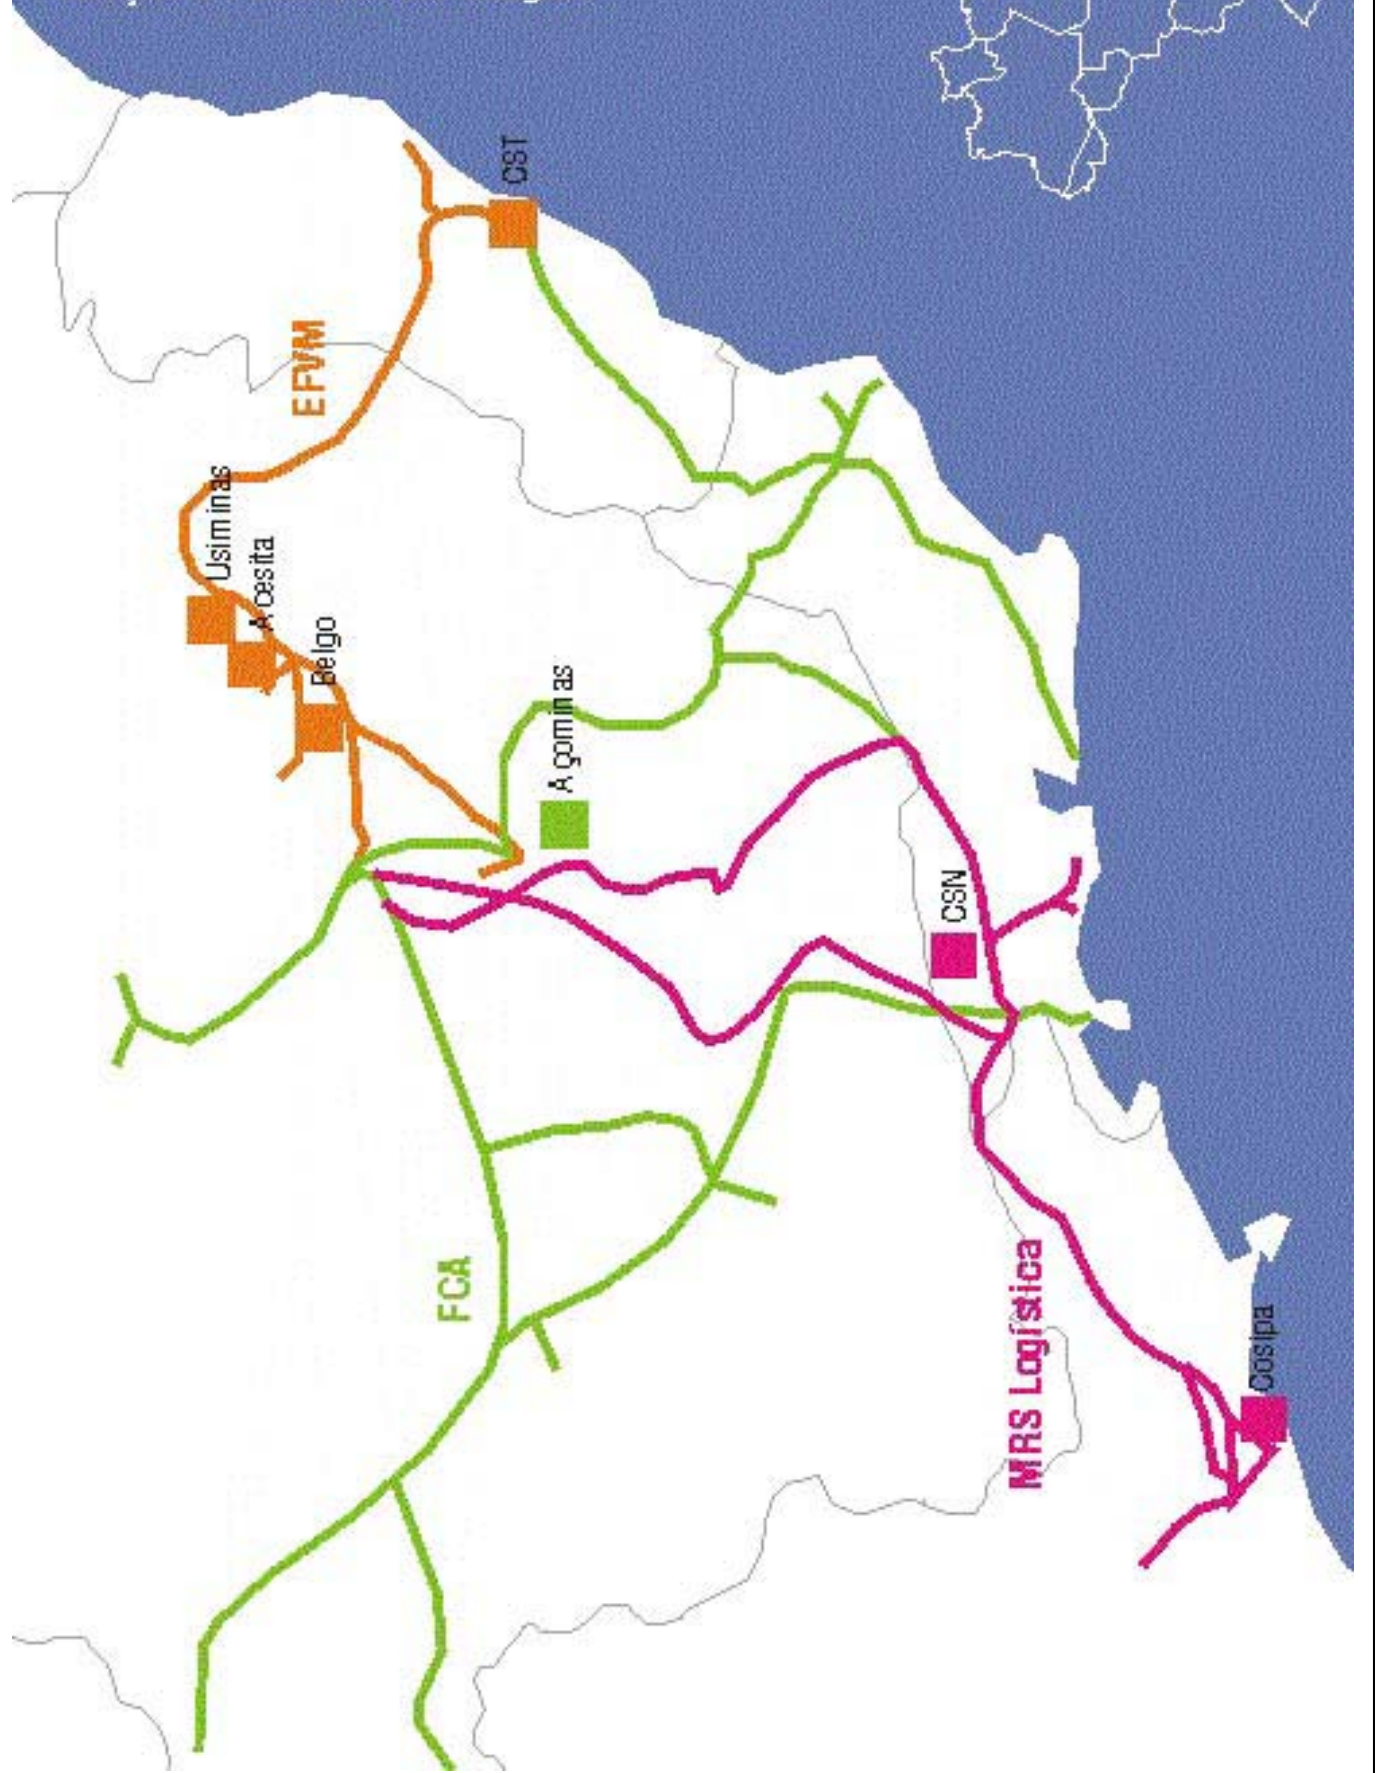 CST
EFVM
Usiminas
Acesita
Belgo
Açominas
CSN
FCA
MRS Logística
Cosipa